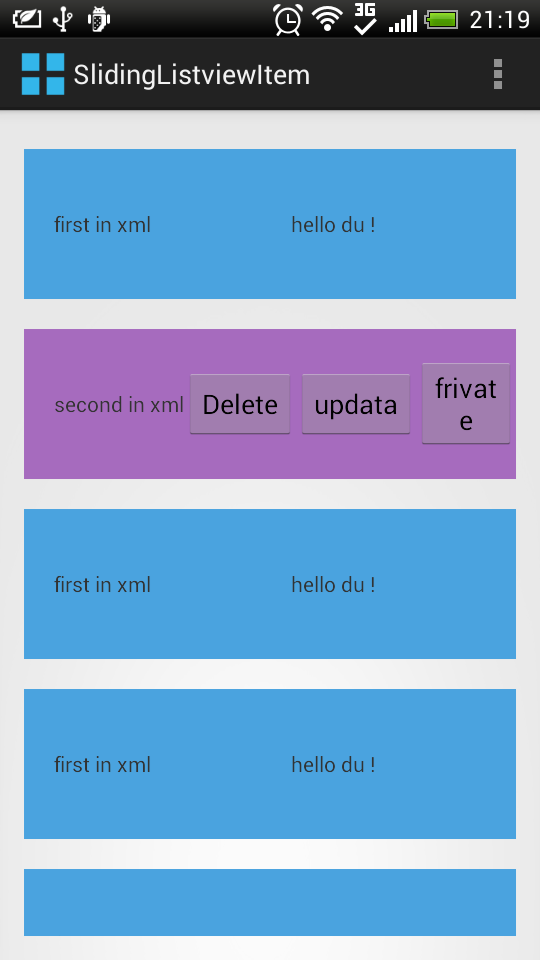 3G
21:19
SlidingListviewItem
first in xml hello du !
second in xml Delete updata frivat
e
first in xml hello du !
first in xml hello du !